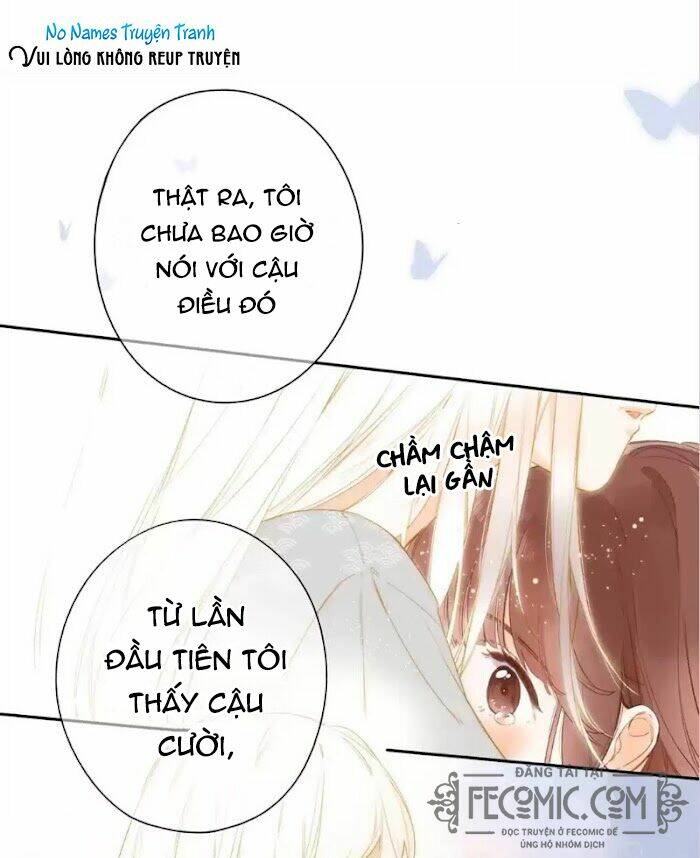 No Names Truyện Tranh
VUI LÒNG KHÔNG REUP TRUYỆN
THẬT RA, TÔI
CHƯA BAO GIỜ
NÓI VỚI CẬU
ĐIỀU ĐÓ
CHẦM CHẬM
LẠI GẦN
TỪ LẦN
ĐẦU TIÊN TÔI
THẤY CẬU
CƯỜI,
ĐĂNG TẢI TẠI
FECOMIC.COM
ĐỌC TRUYỆN Ở FECOMIC ĐỂ
ỦNG HỘ NHÓM DỊCH